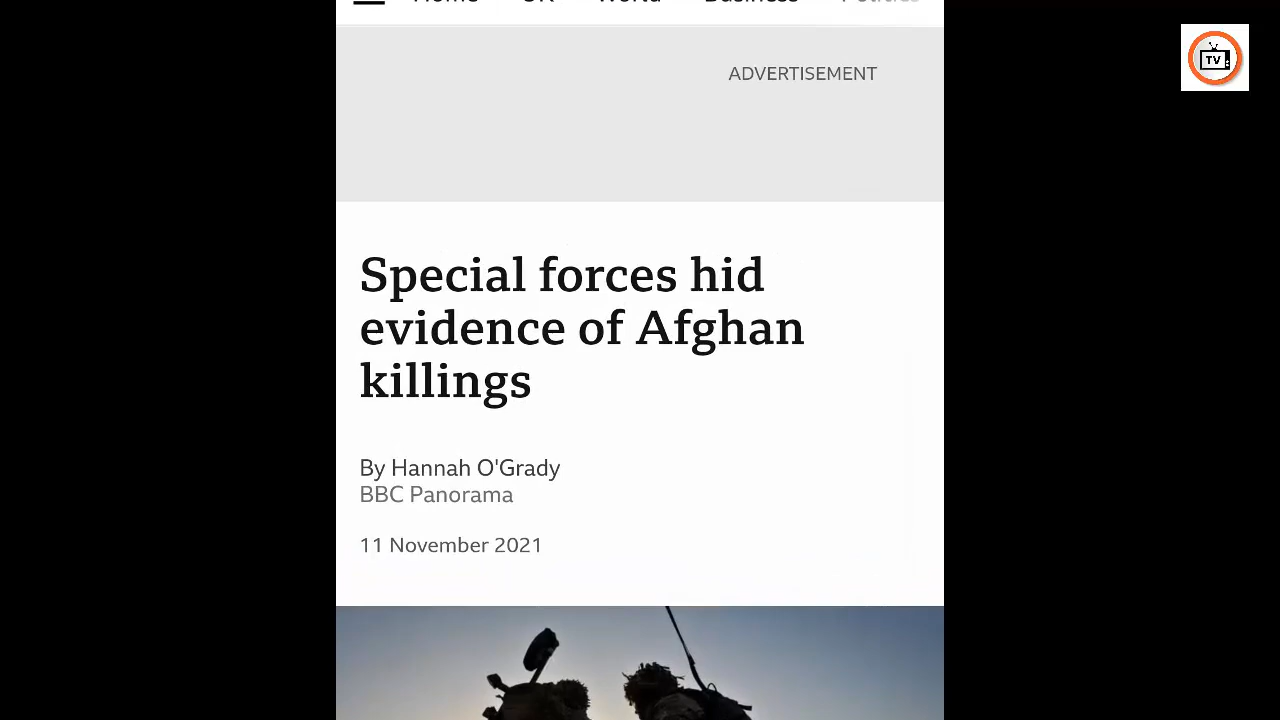 ADVERTISEMENT
TV
Special forces hid
evidence of Afghan
killings
By Hannah O'Grady
BBC Panorama
11 November 2021